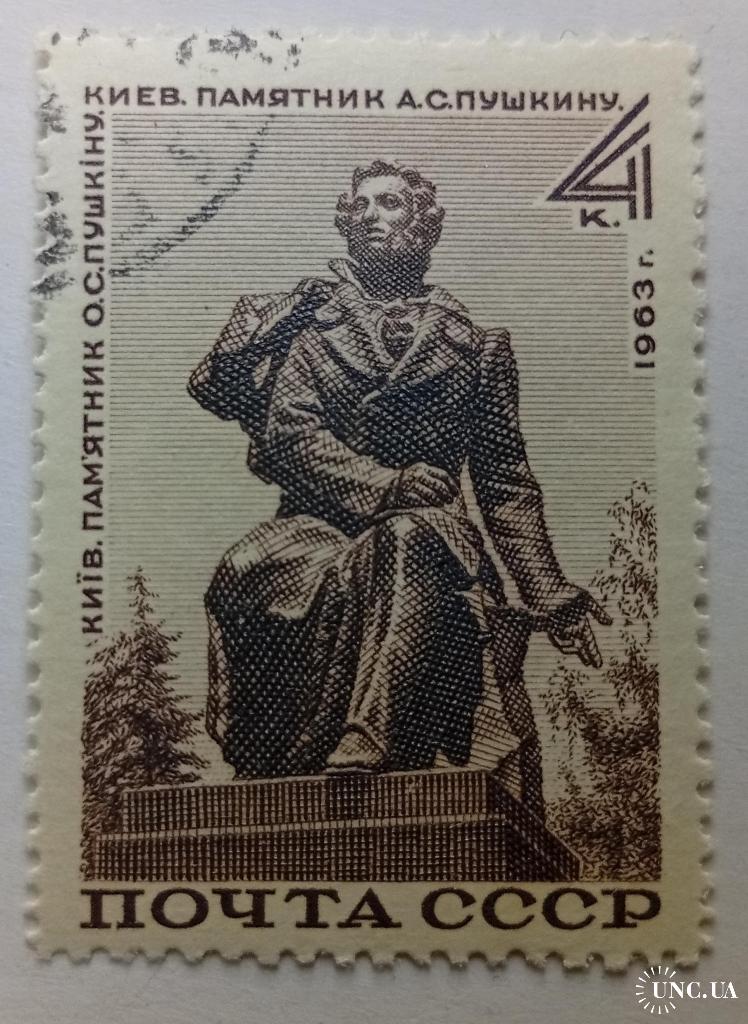 КИЕВ. ПАМЯТНИК А.С.ПУШКИНУ.
КИЇВ. ПАМ'ЯТНИК О.С.ПУШКІНУ.
4
К.
1963 г.
ПОЧТА СССР
UNC.UA